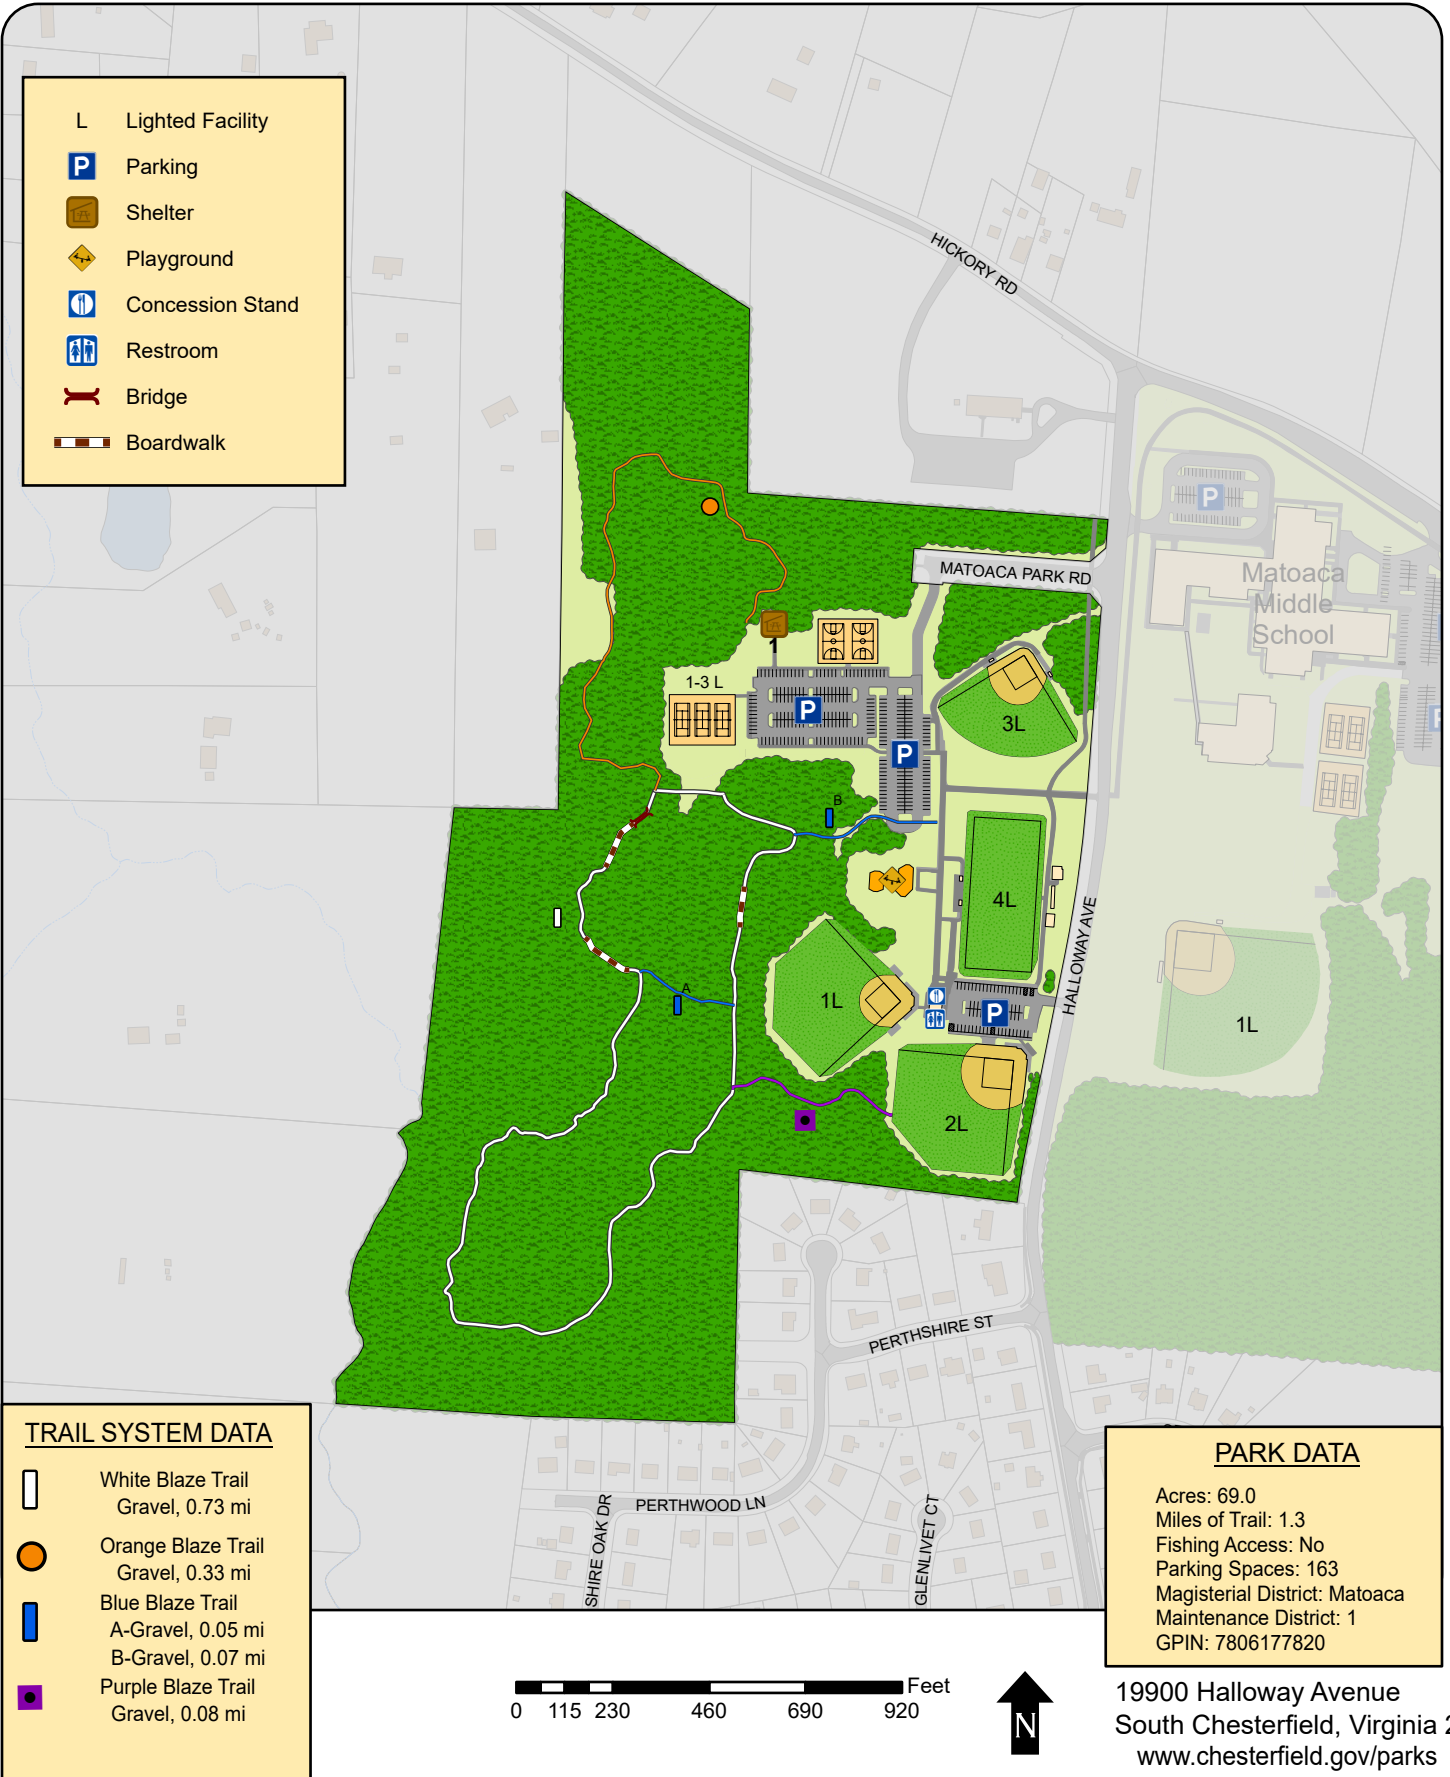 L Lighted Facility
P Parking
Shelter
Playground
Concession Stand
Restroom
Bridge
Boardwalk
HICKORY RD
P
MATOACA PARK RD
Matoaca
Middle
School
1
1-3 L
P
3L
P
B
4L
HALLOWAY AVE
A
1L
P
1L
2L
PERTHSHIRE ST
PERTHWOOD LN
SHIRE OAK DR
GLENLIVET CT
TRAIL SYSTEM DATA
White Blaze Trail
Gravel, 0.73 mi
Orange Blaze Trail
Gravel, 0.33 mi
Blue Blaze Trail
A-Gravel, 0.05 mi
B-Gravel, 0.07 mi
Purple Blaze Trail
Gravel, 0.08 mi
PARK DATA
Acres: 69.0
Miles of Trail: 1.3
Fishing Access: No
Parking Spaces: 163
Magisterial District: Matoaca
Maintenance District: 1
GPIN: 7806177820
Feet
0 115 230 460 690 920
N
19900 Halloway Avenue
South Chesterfield, Virginia
www.chesterfield.gov/parks